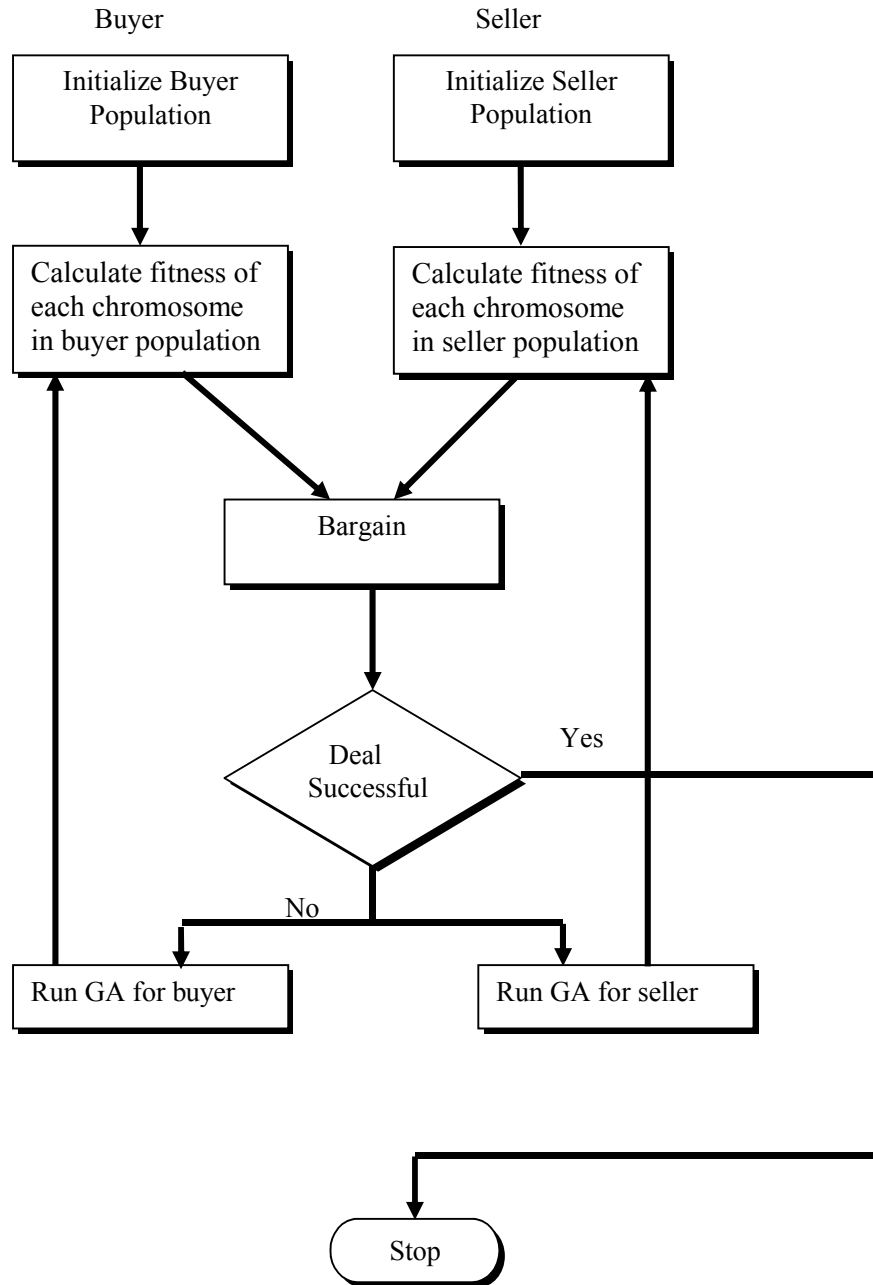 Buyer
Seller
Initialize Buyer
Population
Initialize Seller
Population
Calculate fitness of
each chromosome
in buyer population
Calculate fitness of
each chromosome
in seller population
Bargain
Deal
Successful
Yes
No
Run GA for buyer
Run GA for seller
Stop